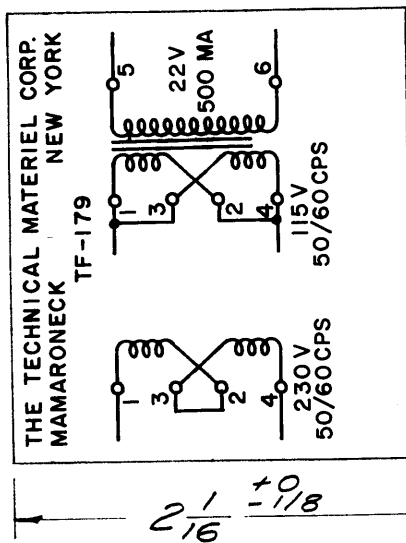 THE TECHNICAL MATERIEL CORP.
MAMARONECK NEW YORK
TF-179
1
3
2
4
230V
50/60CPS
1
3
2
4
115V
50/60CPS
5
22V
500 MA
6
2 1/16 +0 -1/8